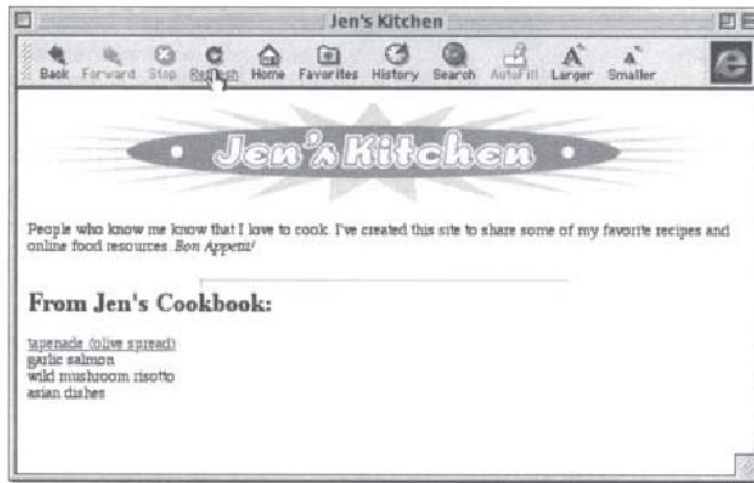 Jen's Kitchen
Back Forward Stop Refresh Home Favorites History Search AutoFill Larger Smaller
Jen's Kitchen
People who know me know that I love to cook. I've created this site to share some of my favorite recipes and
online food resources. Bon Appetit!
From Jen's Cookbook:
tapenade (olive spread)
garlic salmon
wild mushroom risotto
asian dishes